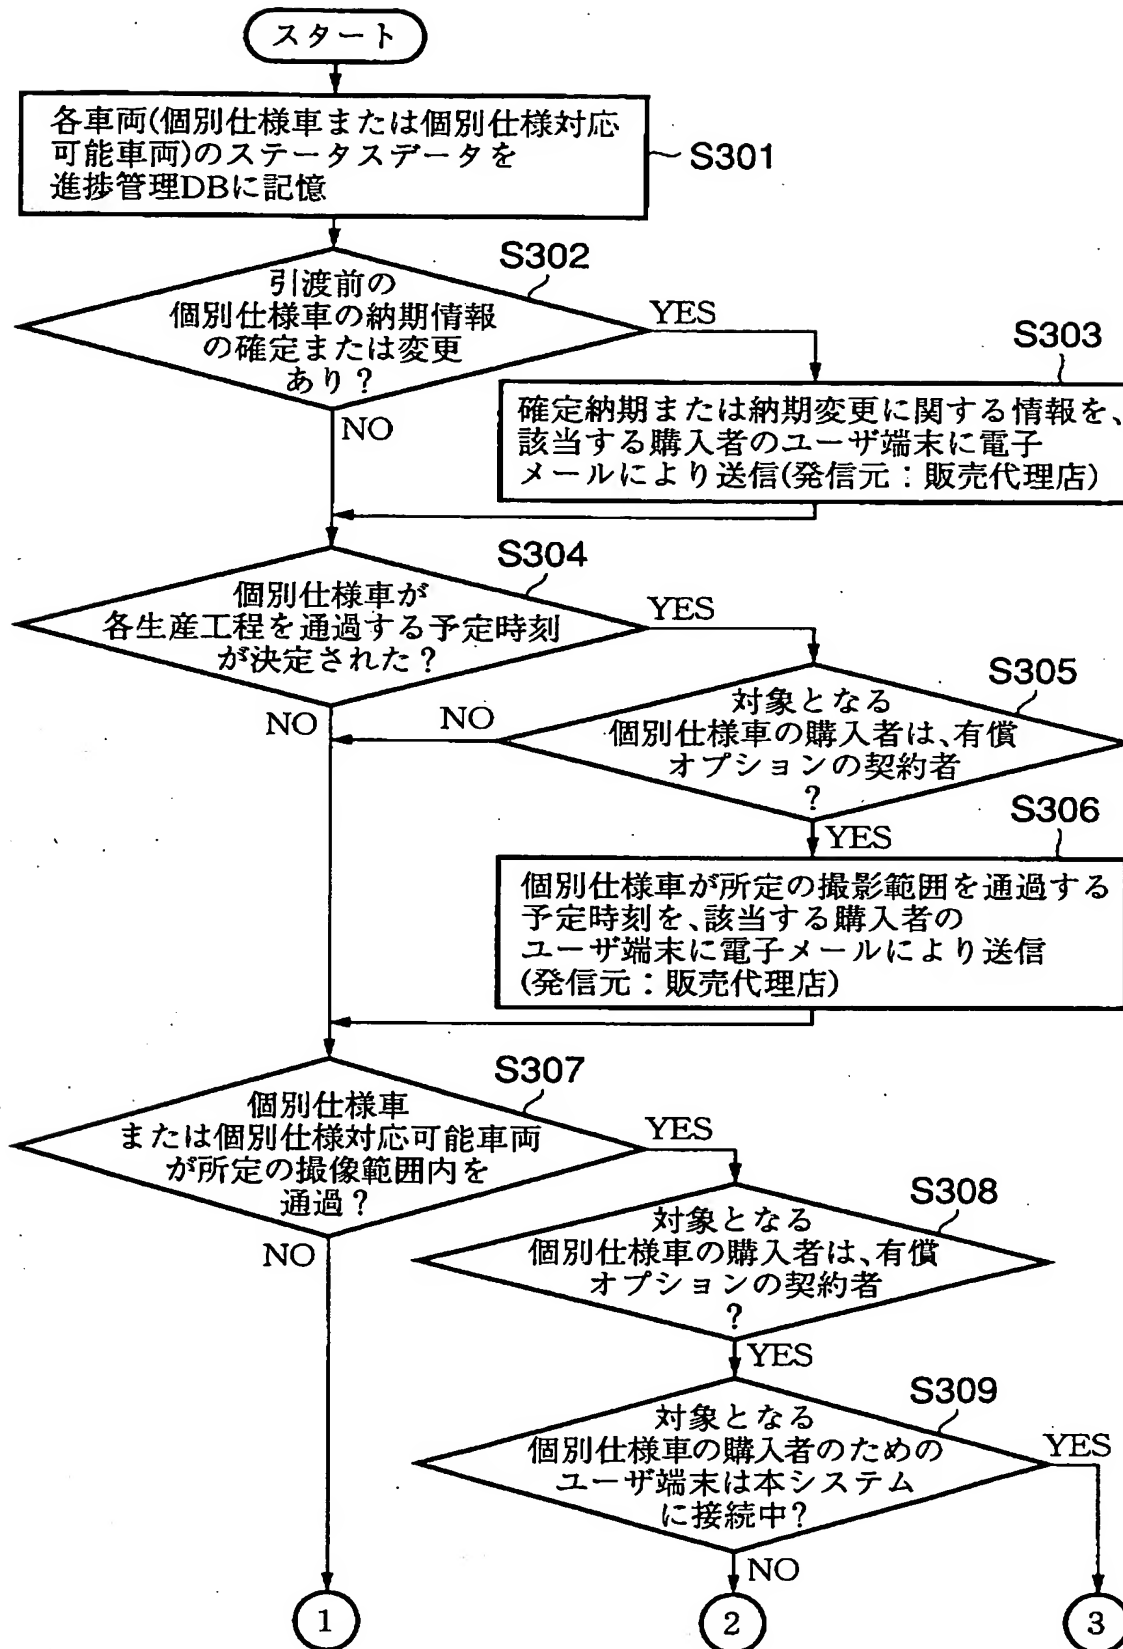 スタート
各車両(個別仕様車または個別仕様対応
可能車両)のステータスデータを
進捗管理DBに記憶
S301
S302
引渡前の
個別仕様車の納期情報
の確定または変更
あり?
YES
NO
S303
確定納期または納期変更に関する情報を、
該当する購入者のユーザ端末に電子
メールにより送信(発信元:販売代理店)
S304
個別仕様車が
各生産工程を通過する予定時刻
が決定された?
YES
NO
S305
対象となる
個別仕様車の購入者は、有償
オプションの契約者
?
NO
YES
S306
個別仕様車が所定の撮影範囲を通過する
予定時刻を、該当する購入者の
ユーザ端末に電子メールにより送信
(発信元:販売代理店)
S307
個別仕様車
または個別仕様対応可能車両
が所定の撮像範囲内を
通過?
YES
NO
S308
対象となる
個別仕様車の購入者は、有償
オプションの契約者
?
YES
S309
対象となる
個別仕様車の購入者のための
ユーザ端末は本システム
に接続中?
YES
NO
1
2
3